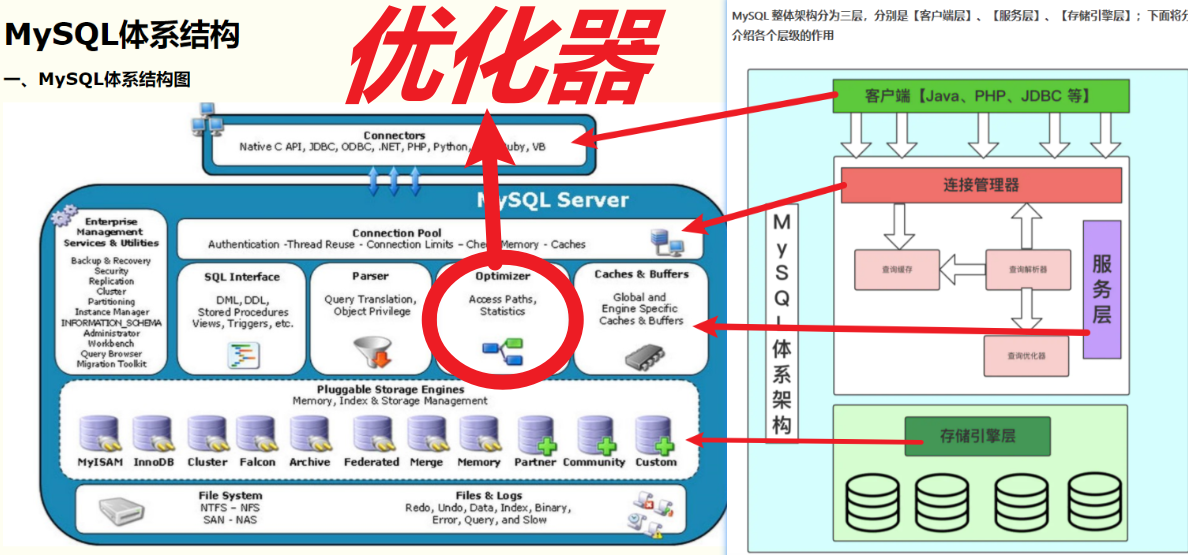 MySQL体系结构
优化器
一、MySQL体系结构图
Connectors
Native C API, JDBC, ODBC, .NET, PHP, Python, uby, VB
MySQL Server
Enterprise
Management
Services & Utilities
Backup & Recovery
Security
Replication
Cluster
Partitioning
Instance Manager
INFORMATION_SCHEMA
Administrator
Workbench
Query Browser
Migration Toolkit
Connection Pool
Authentication -Thread Reuse - Connection Limits – Check Memory - Caches
SQL Interface
DML, DDL,
Stored Procedures
Views, Triggers, etc.
Parser
Query Translation,
Object Privilege
Optimizer
Access Paths,
Statistics
Caches & Buffers
Global and
Engine Specific
Caches & Buffers
Pluggable Storage Engines
Memory, Index & Storage Management
MyISAM
InnoDB
Cluster
Falcon
Archive
Federated
Merge
Memory
Partner
Community
Custom
File System
NTFS – NFS
SAN - NAS
Files & Logs
Redo, Undo, Data, Index, Binary,
Error, Query, and Slow
MySQL 整体架构分为三层，分别是【客户端层】、【服务层】、【存储引擎层】；下面将分
介绍各个层级的作用
客户端【Java、PHP、JDBC 等】
MySQL体系架构
连接管理器
查询缓存
查询解析器
查询优化器
服务层
存储引擎层